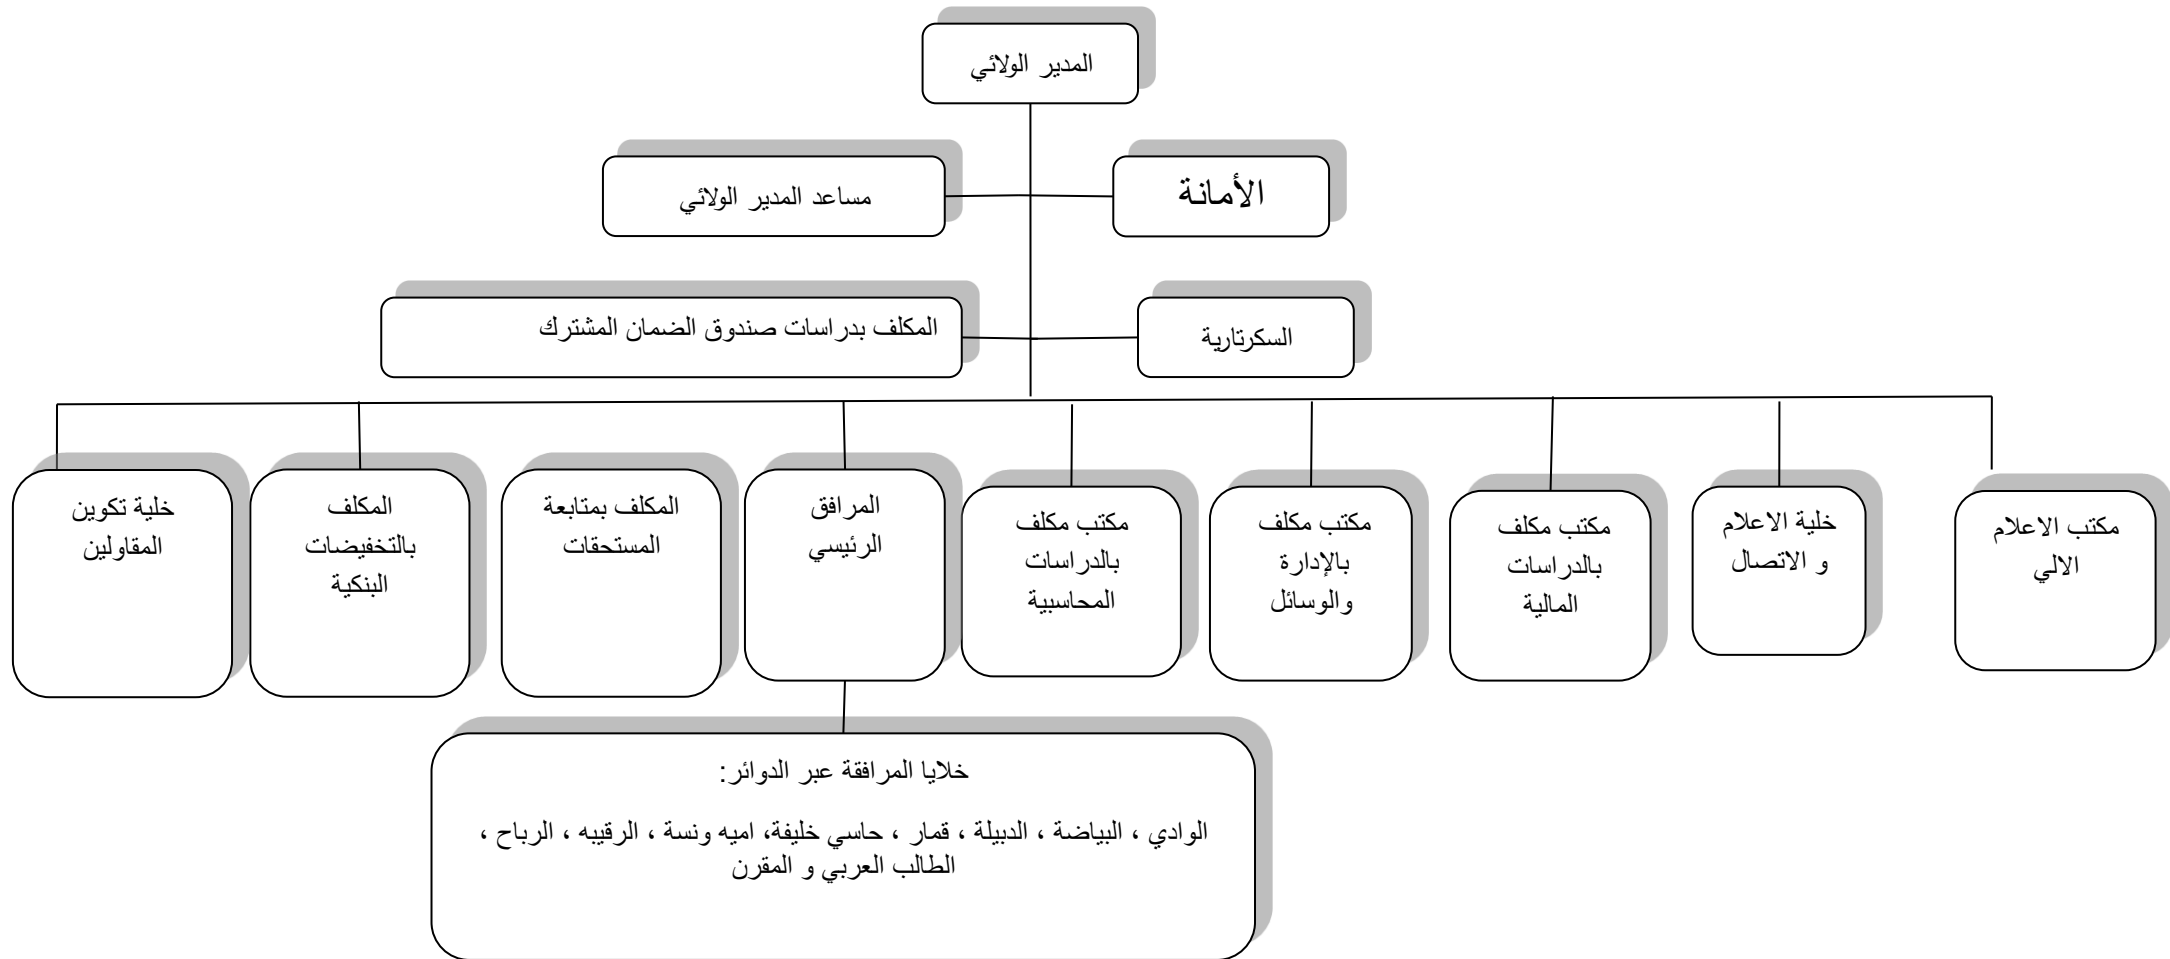 المدير الولائي
الأمانة
مساعد المدير الولائي
السكرتارية
المكلف بدراسات صندوق الضمان المشترك
مكتب الاعلام
الالي
خلية الاعلام
و الاتصال
مكتب مكلف
بالدراسات
المالية
مكتب مكلف
بالإدارة
والوسائل
مكتب مكلف
بالدراسات
المحاسبية
المرافق
الرئيسي
المكلف بمتابعة
المستحقات
المكلف
بالتخفيضات
البنكية
خلية تكوين
المقاولين
خلايا المرافقة عبر الدوائر:
الوادي ، البياضة ، الدبيلة ، قمار ، حاسي خليفة، اميه ونسة ، الرقيبه ، الرباح ،
الطالب العربي و المقرن